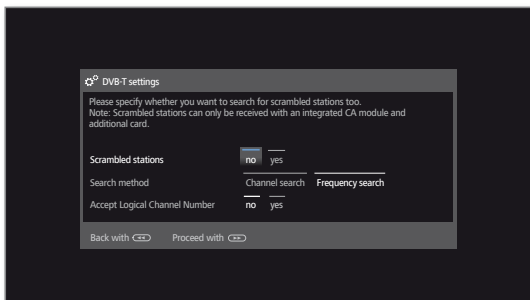 DVB-T settings
Please specify whether you want to search for scrambled stations too.
Note: Scrambled stations can only be received with an integrated CA module and
additional card.
Scrambled stations no yes
Search method Channel search Frequency search
Accept Logical Channel Number no yes
Back with Proceed with